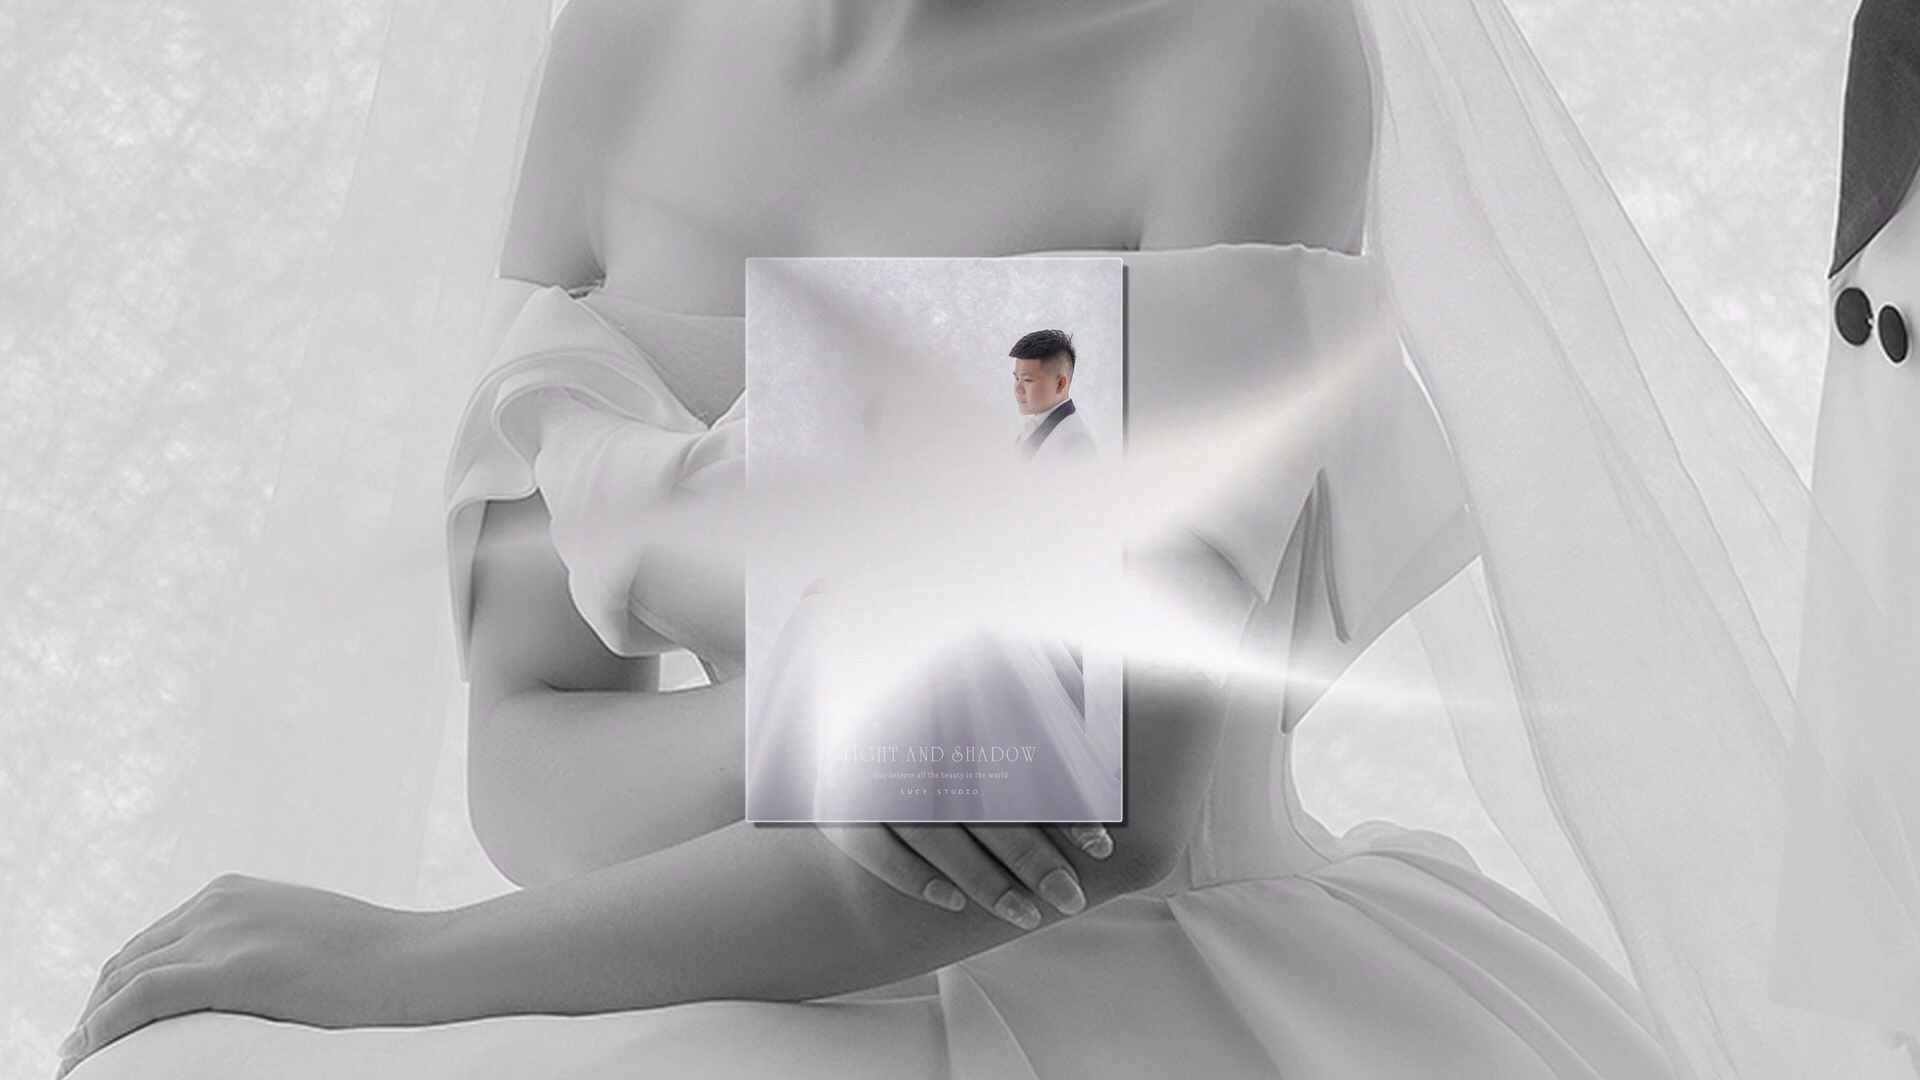 LIGHT AND SHADOW
You deserve all the beauty in the world
LUCY STUDIO